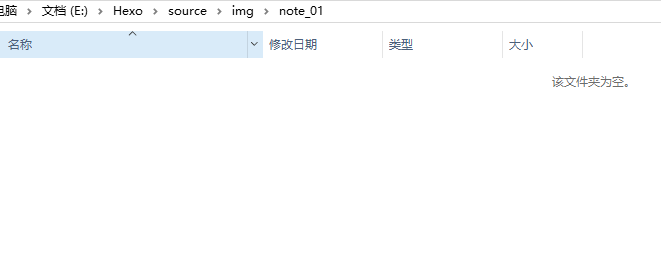 电脑 > 文档 (E:) > Hexo > source > img > note_01
名称 修改日期 类型 大小
该文件夹为空。